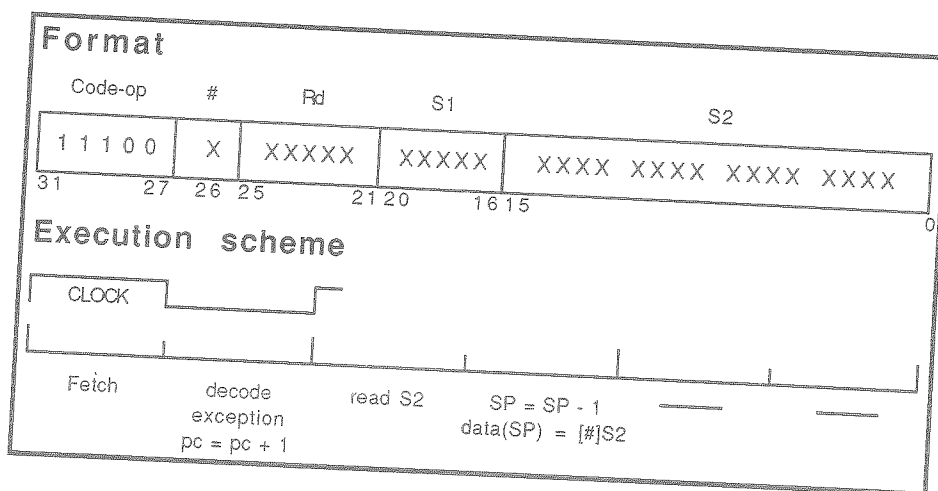 Format
Code-op # Rd S1 S2
1 1 1 0 0 X XXXXX XXXXX XXXX XXXX XXXX XXXX
31 27 26 25 21 20 16 15 0
Execution scheme
CLOCK
Fetch decode read S2 SP = SP - 1
exception data(SP) = [#]S2
pc = pc + 1